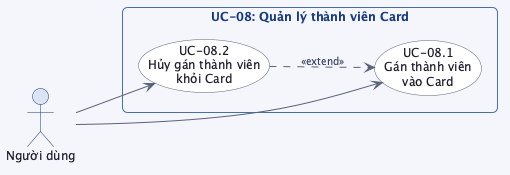 UC-08: Quản lý thành viên Card
UC-08.2
Hủy gán thành viên
khỏi Card
«extend»
UC-08.1
Gán thành viên
vào Card
Người dùng